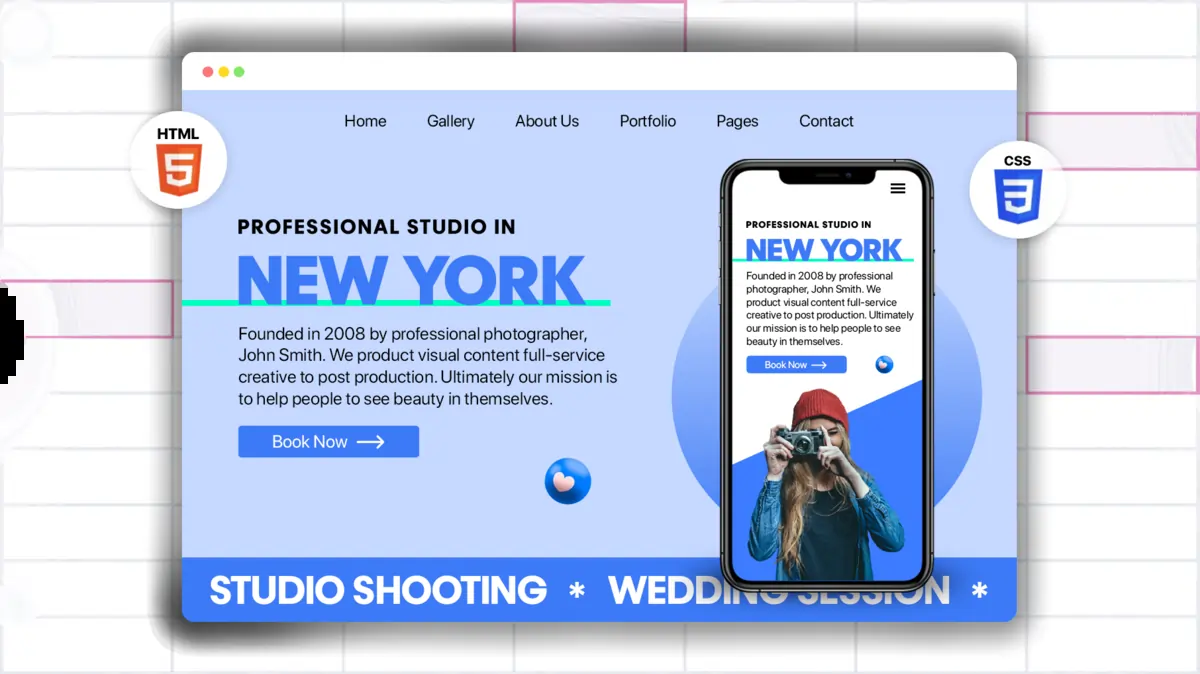 HTML
CSS
Home Gallery About Us Portfolio Pages Contact
PROFESSIONAL STUDIO IN
NEW YORK
Founded in 2008 by professional photographer,
John Smith. We product visual content full-service
creative to post production. Ultimately our mission is
to help people to see beauty in themselves.
Book Now
PROFESSIONAL STUDIO IN
NEW YORK
Founded in 2008 by professional
photographer, John Smith. We
product visual content full-service
creative to post production. Ultimately
our mission is to help people to see
beauty in themselves.
Book Now
STUDIO SHOOTING * WEDDING SESSION *